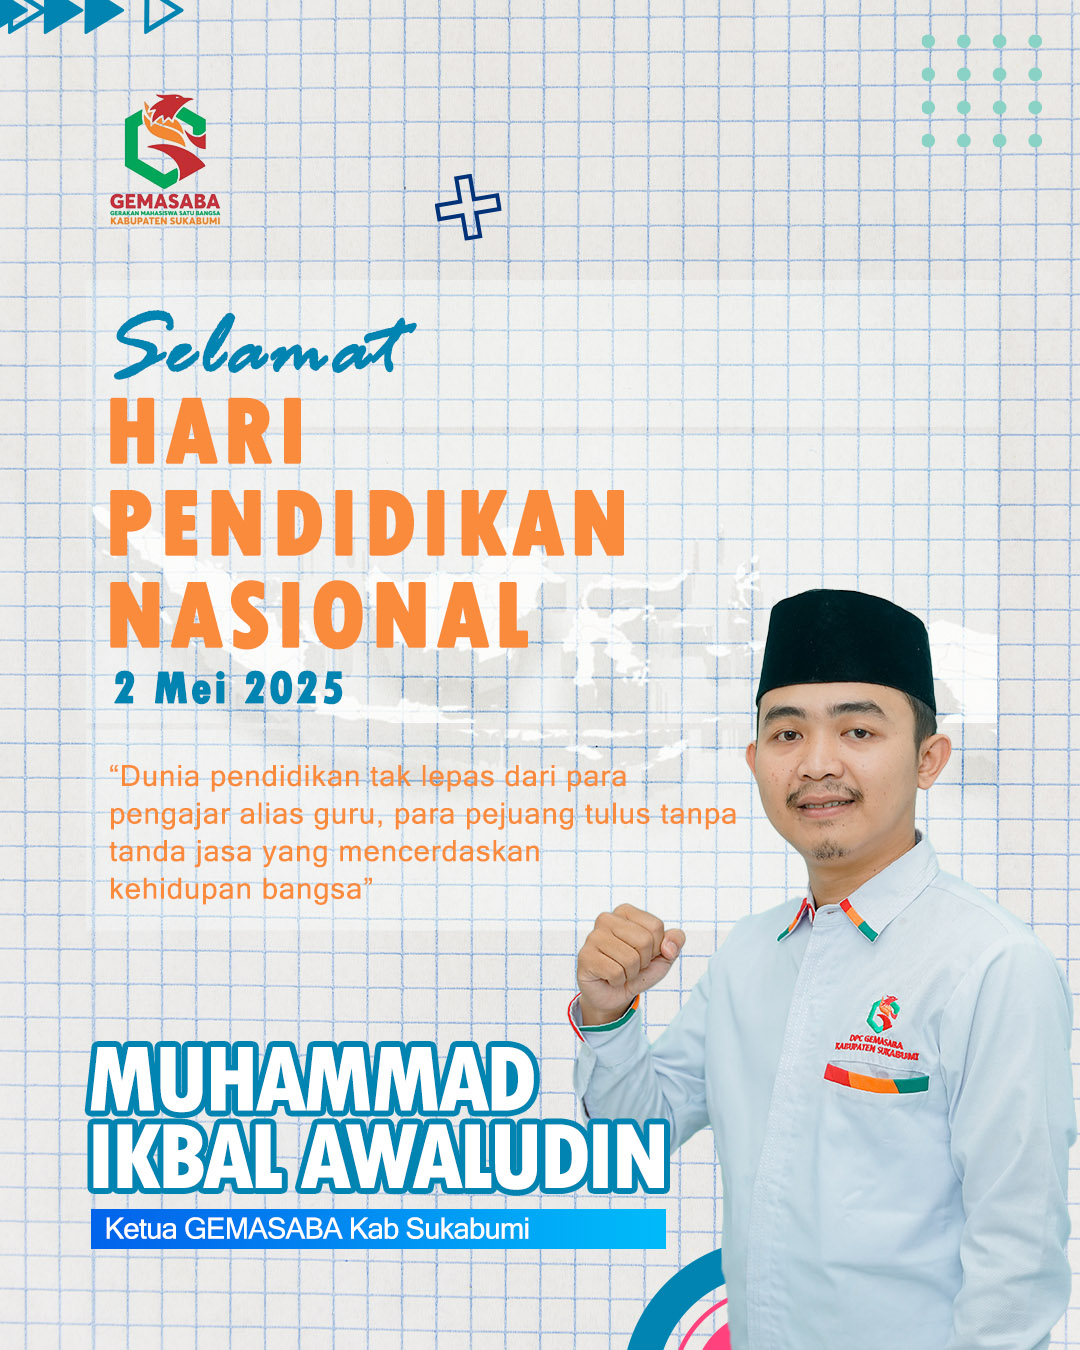 GEMASABA
GERAKAN MAHASISWA SATU BANGSA
KABUPATEN SUKABUMI
Selamat
HARI
PENDIDIKAN
NASIONAL
2 Mei 2025
“Dunia pendidikan tak lepas dari para
pengajar alias guru, para pejuang tulus tanpa
tanda jasa yang mencerdaskan
kehidupan bangsa”
DPC GEMASABA
KABUPATEN SUKABUMI
MUHAMMAD
IKBAL AWALUDIN
Ketua GEMASABA Kab Sukabumi